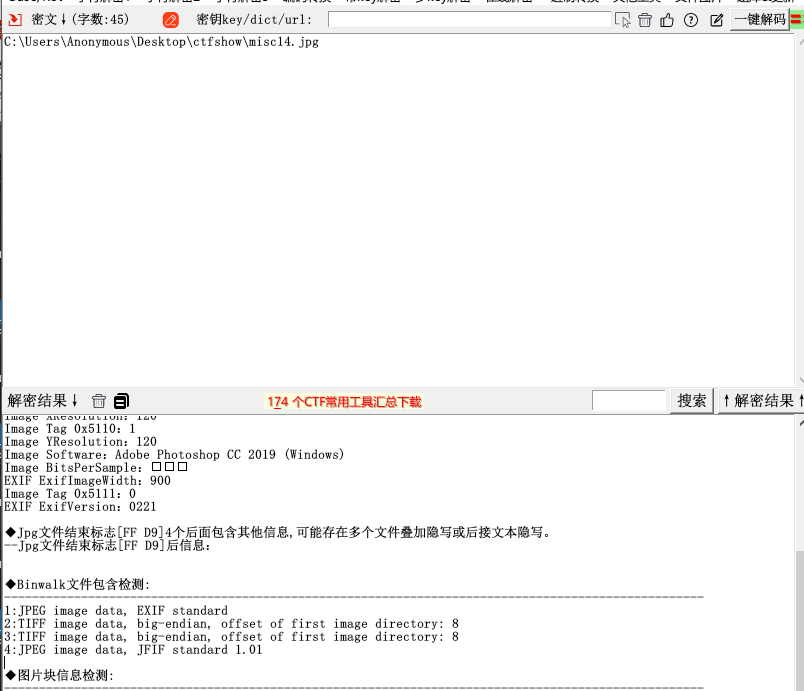 密文↓(字数:45) 密钥key/dict/url: 一键解码
C:\Users\Anonymous\Desktop\ctfshow\misc14.jpg
解密结果↓ 174 个CTF常用工具汇总下载 搜索 ↑解密结果↑
Image XResolution: 120
Image Tag 0x5110: 1
Image YResolution: 120
Image Software: Adobe Photoshop CC 2019 (Windows)
Image BitsPerSample: □□□
EXIF ExifImageWidth: 900
Image Tag 0x5111: 0
EXIF ExifVersion: 0221
◆Jpg文件结束标志[FF D9]4个后面包含其他信息,可能存在多个文件叠加隐写或后接文本隐写。
--Jpg文件结束标志[FF D9]后信息:
◆Binwalk文件包含检测:
1:JPEG image data, EXIF standard
2:TIFF image data, big-endian, offset of first image directory: 8
3:TIFF image data, big-endian, offset of first image directory: 8
4:JPEG image data, JFIF standard 1.01
◆图片块信息检测: